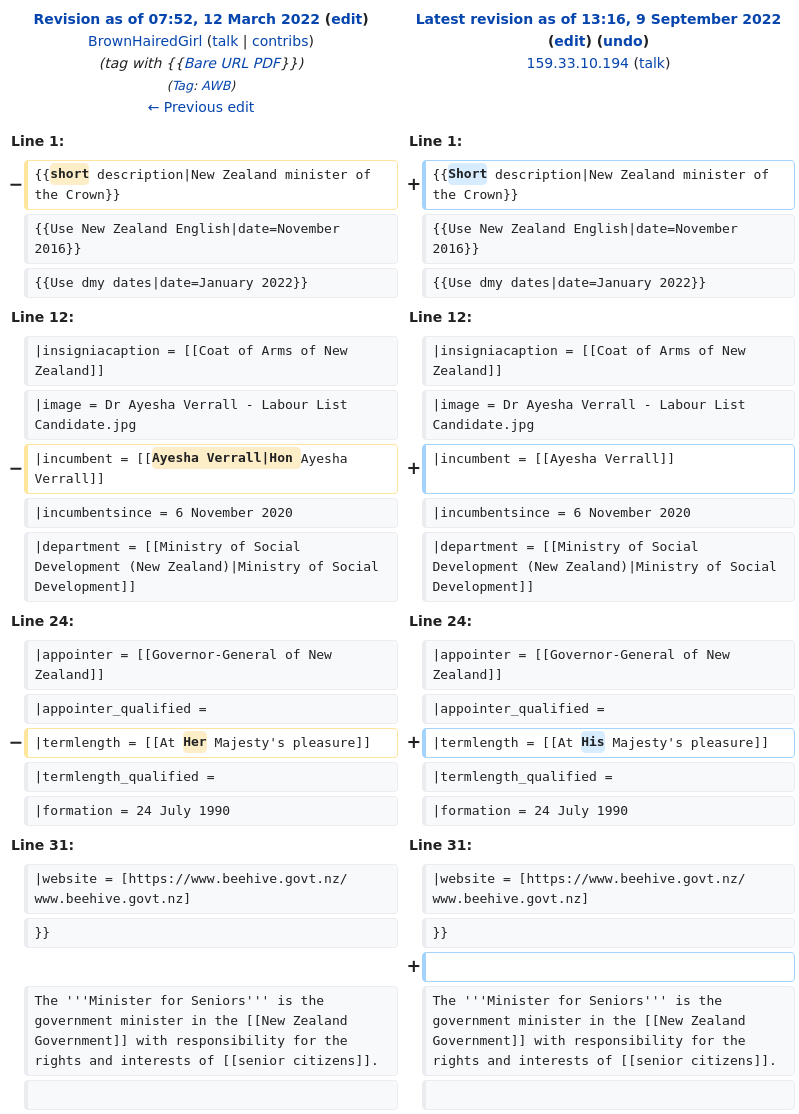 Revision as of 07:52, 12 March 2022 (edit)
BrownHairedGirl (talk | contribs)
(tag with {{Bare URL PDF}})
(Tag: AWB)
← Previous edit
Latest revision as of 13:16, 9 September 2022
(edit) (undo)
159.33.10.194 (talk)
Line 1:
Line 1:
− {{short description|New Zealand minister of
the Crown}}
+ {{Short description|New Zealand minister of
the Crown}}
{{Use New Zealand English|date=November
2016}}
{{Use New Zealand English|date=November
2016}}
{{Use dmy dates|date=January 2022}}
{{Use dmy dates|date=January 2022}}
Line 12:
Line 12:
|insigniacaption = [[Coat of Arms of New
Zealand]]
|insigniacaption = [[Coat of Arms of New
Zealand]]
|image = Dr Ayesha Verrall - Labour List
Candidate.jpg
|image = Dr Ayesha Verrall - Labour List
Candidate.jpg
− |incumbent = [[Ayesha Verrall|Hon Ayesha
Verrall]]
+ |incumbent = [[Ayesha Verrall]]
|incumbentsince = 6 November 2020
|incumbentsince = 6 November 2020
|department = [[Ministry of Social
Development (New Zealand)|Ministry of Social
Development]]
|department = [[Ministry of Social
Development (New Zealand)|Ministry of Social
Development]]
Line 24:
Line 24:
|appointer = [[Governor-General of New
Zealand]]
|appointer = [[Governor-General of New
Zealand]]
|appointer_qualified =
|appointer_qualified =
− |termlength = [[At Her Majesty's pleasure]]
+ |termlength = [[At His Majesty's pleasure]]
|termlength_qualified =
|termlength_qualified =
|formation = 24 July 1990
|formation = 24 July 1990
Line 31:
Line 31:
|website = [https://www.beehive.govt.nz/
www.beehive.govt.nz]
|website = [https://www.beehive.govt.nz/
www.beehive.govt.nz]
}}
}}
+
The '''Minister for Seniors''' is the
government minister in the [[New Zealand
Government]] with responsibility for the
rights and interests of [[senior citizens]].
The '''Minister for Seniors''' is the
government minister in the [[New Zealand
Government]] with responsibility for the
rights and interests of [[senior citizens]].